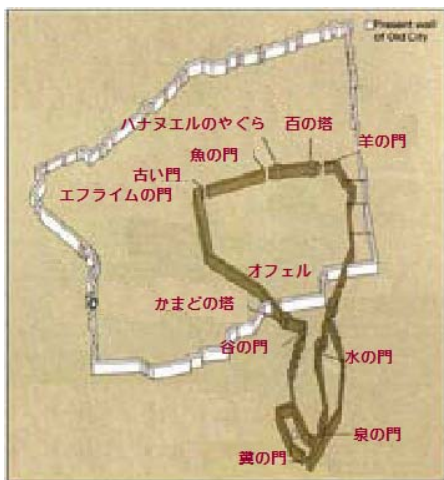 Present wall
of Old City
ハナヌエルのやぐら
百の塔
羊の門
魚の門
古い門
エフライムの門
オフェル
かまどの塔
谷の門
水の門
泉の門
糞の門